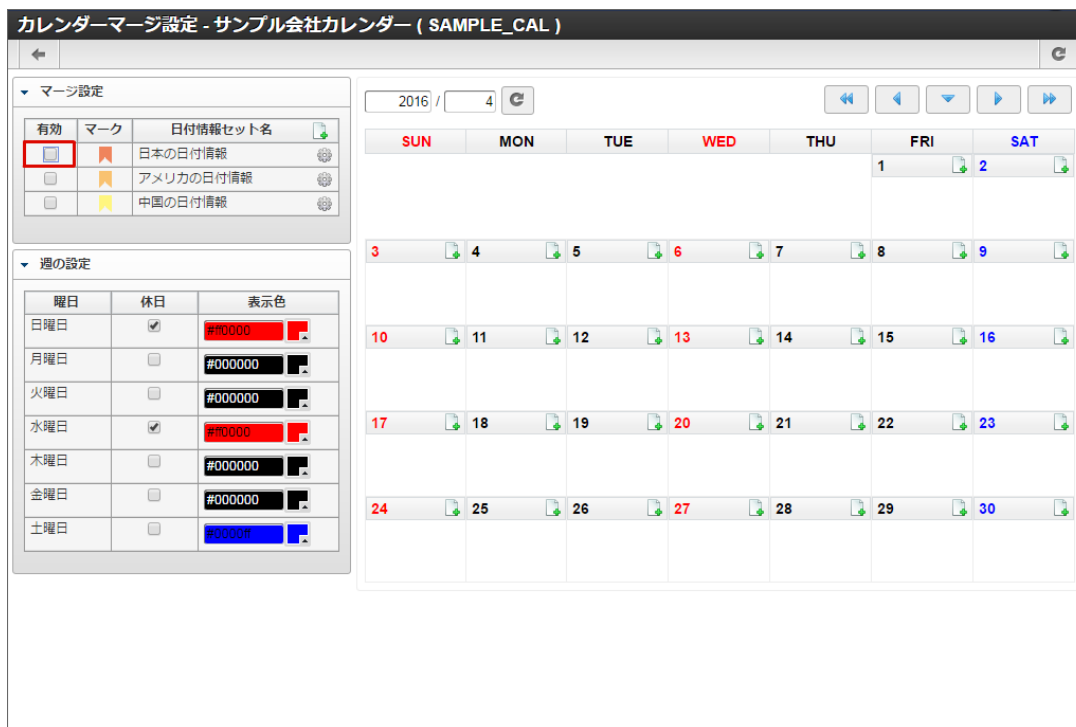 カレンダーマージ設定 - サンプル会社カレンダー ( SAMPLE_CAL )
マージ設定
有効 マーク 日付情報セット名
日本の日付情報
アメリカの日付情報
中国の日付情報
週の設定
曜日 休日 表示色
日曜日 #ff0000
月曜日 #000000
火曜日 #000000
水曜日 #ff0000
木曜日 #000000
金曜日 #000000
土曜日 #0000ff
2016 / 4
SUN MON TUE WED THU FRI SAT
1 2
3 4 5 6 7 8 9
10 11 12 13 14 15 16
17 18 19 20 21 22 23
24 25 26 27 28 29 30